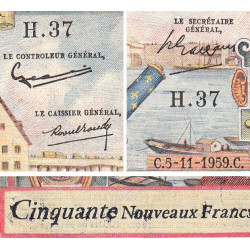 H.37
LE CONTROLEUR GÉNÉRAL,
LE CAISSIER GÉNÉRAL,
LE SECRÉTAIRE
GÉNÉRAL,
H.37
C.5-11-1959.C.
Cinquante Nouveaux Francs